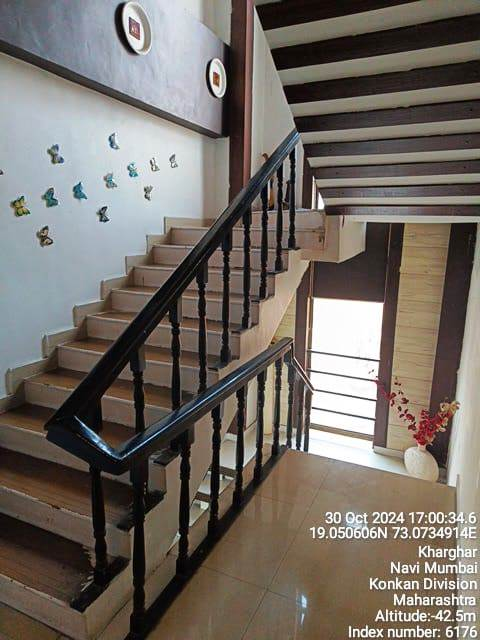 30 Oct 2024 17:00:34.6
19.050606N 73.0734914E
Kharghar
Navi Mumbai
Konkan Division
Maharashtra
Altitude:-42.5m
Index number: 6176